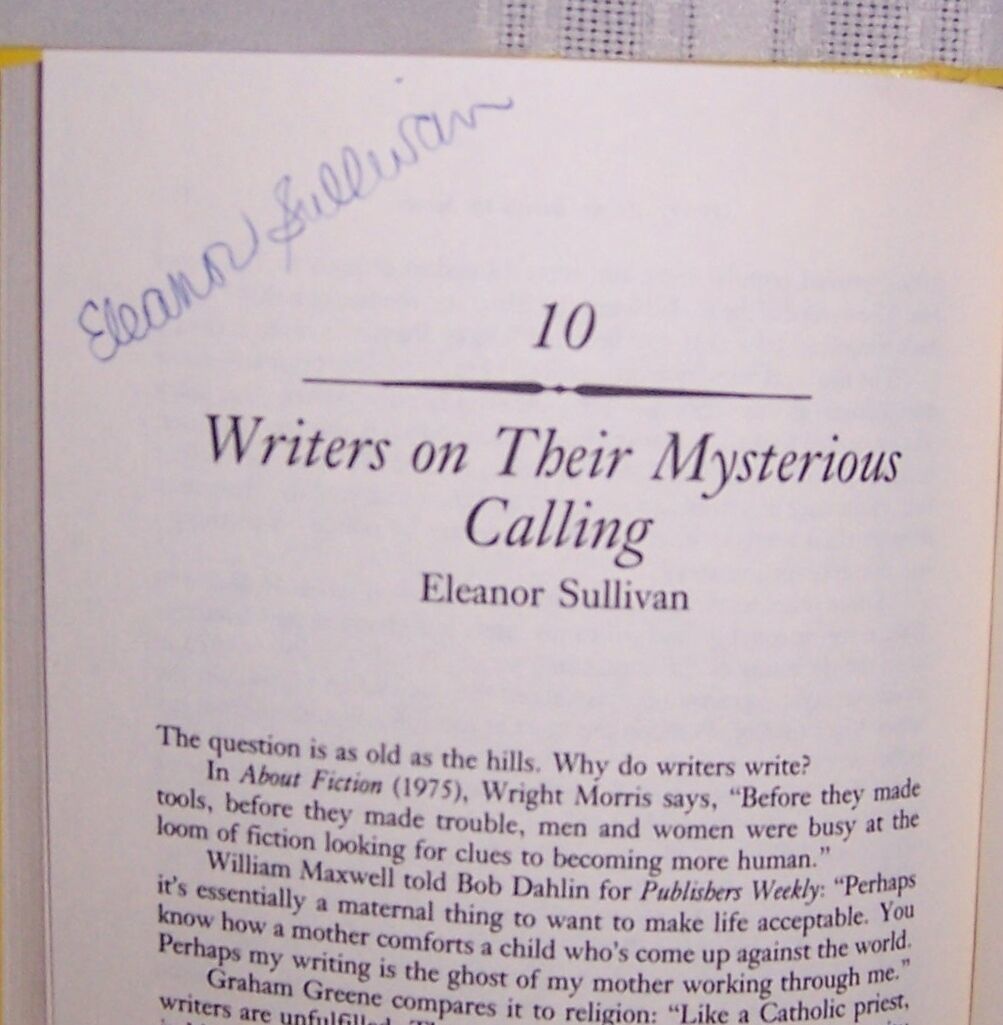 Eleanor Sullivan
10
Writers on Their Mysterious
Calling
Eleanor Sullivan
The question is as old as the hills. Why do writers write?
In About Fiction (1975), Wright Morris says, “Before they made
tools, before they made trouble, men and women were busy at the
loom of fiction looking for clues to becoming more human.”
William Maxwell told Bob Dahlin for Publishers Weekly: “Perhaps
it's essentially a maternal thing to want to make life acceptable. You
know how a mother comforts a child who's come up against the world.
Perhaps my writing is the ghost of my mother working through me.”
Graham Greene compares it to religion: “Like a Catholic priest,
writers are unfulfilled.